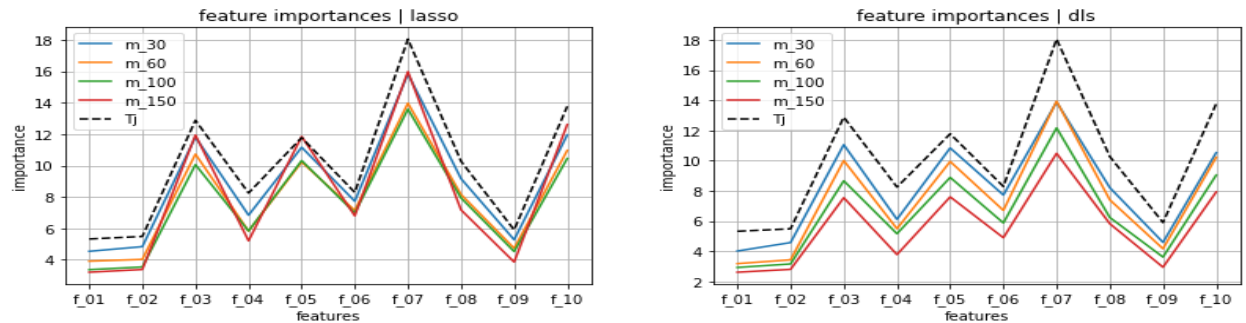 feature importances | lasso
18
16
14
12
10
8
6
4
importance
m_30
m_60
m_100
m_150
Tj
f_01 f_02 f_03 f_04 f_05 f_06 f_07 f_08 f_09 f_10
features
feature importances | dls
18
16
14
12
10
8
6
4
2
importance
m_30
m_60
m_100
m_150
Tj
f_01 f_02 f_03 f_04 f_05 f_06 f_07 f_08 f_09 f_10
features